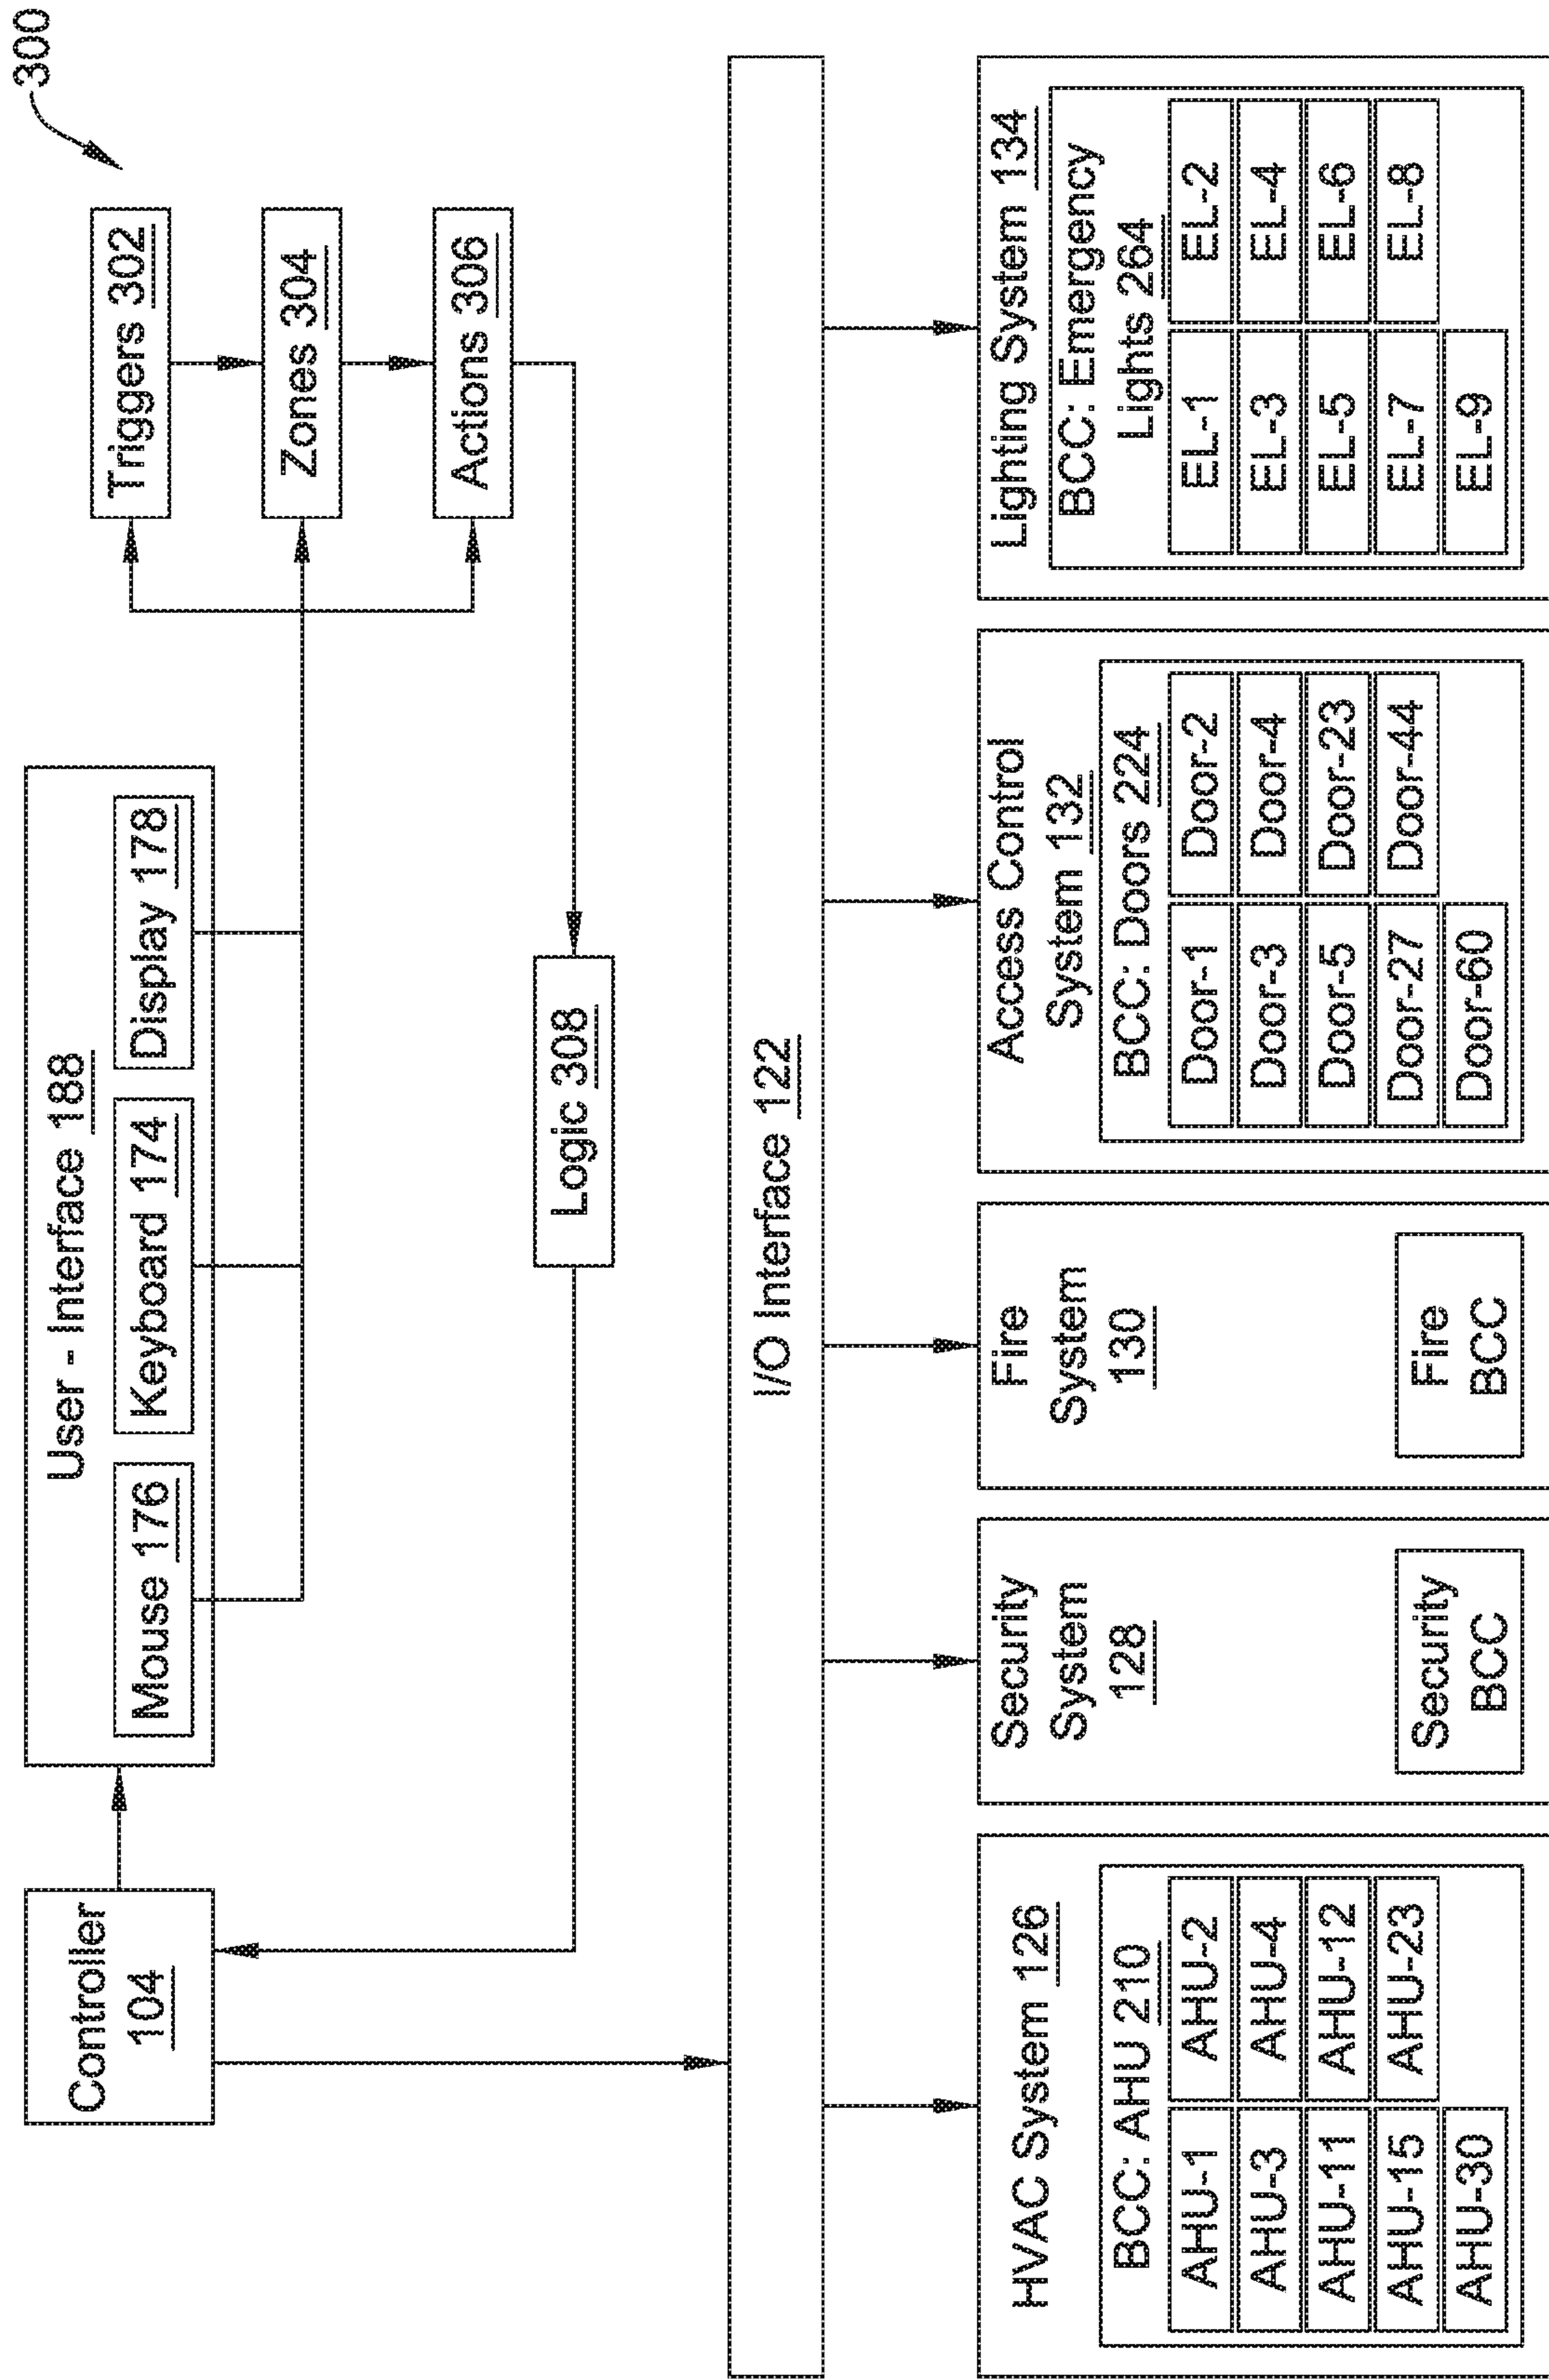 300
Controller
104
User - Interface 188
Mouse 176
Keyboard 174
Display 178
Triggers 302
Zones 304
Actions 306
Logic 308
I/O Interface 122
HVAC System 126
BCC: AHU 210
AHU-1
AHU-2
AHU-3
AHU-4
AHU-11
AHU-12
AHU-15
AHU-23
AHU-30
Security
System
128
Security
BCC
Fire
System
130
Fire
BCC
Access Control
System 132
BCC: Doors 224
Door-1
Door-2
Door-3
Door-4
Door-5
Door-23
Door-27
Door-44
Door-60
Lighting System 134
BCC: Emergency
Lights 264
EL-1
EL-2
EL-3
EL-4
EL-5
EL-6
EL-7
EL-8
EL-9